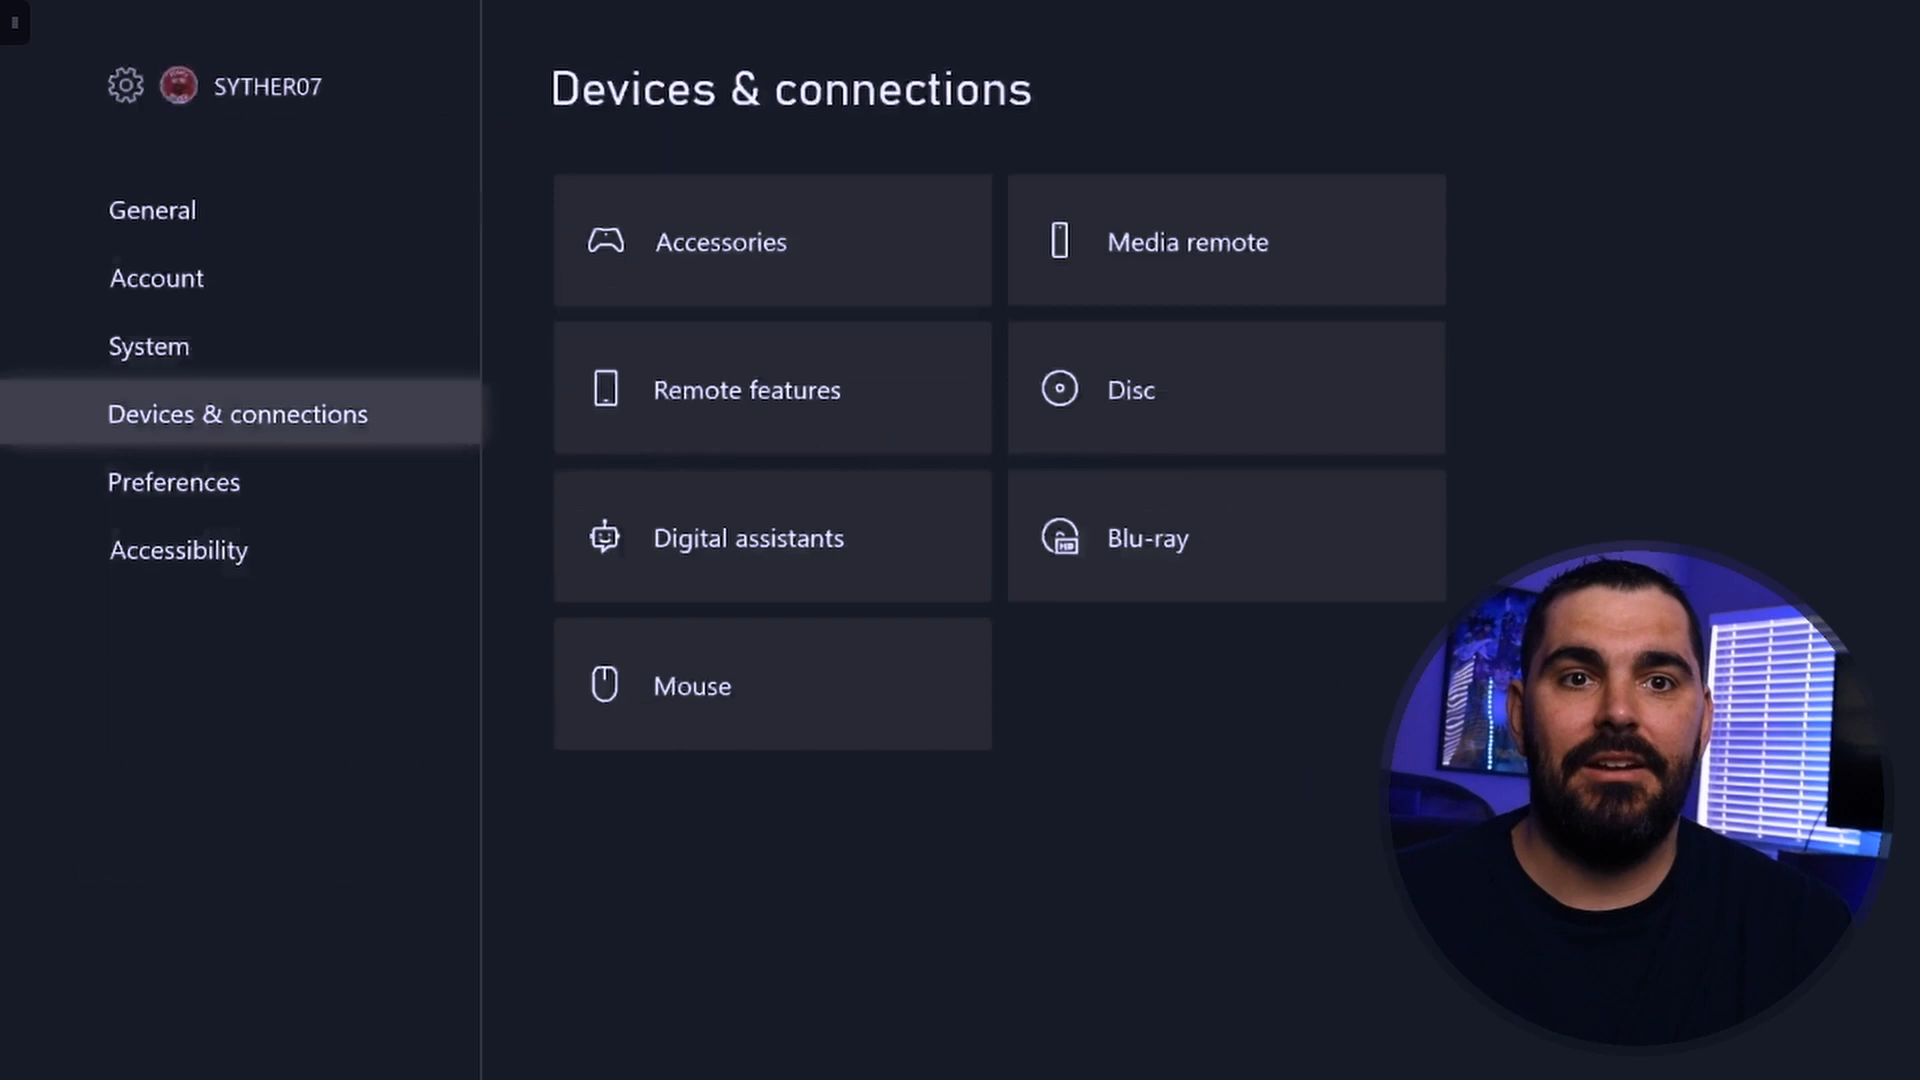 SYTHER07
General
Account
System
Devices & connections
Preferences
Accessibility
Devices & connections
Accessories
Media remote
Remote features
Disc
Digital assistants
Blu-ray
Mouse